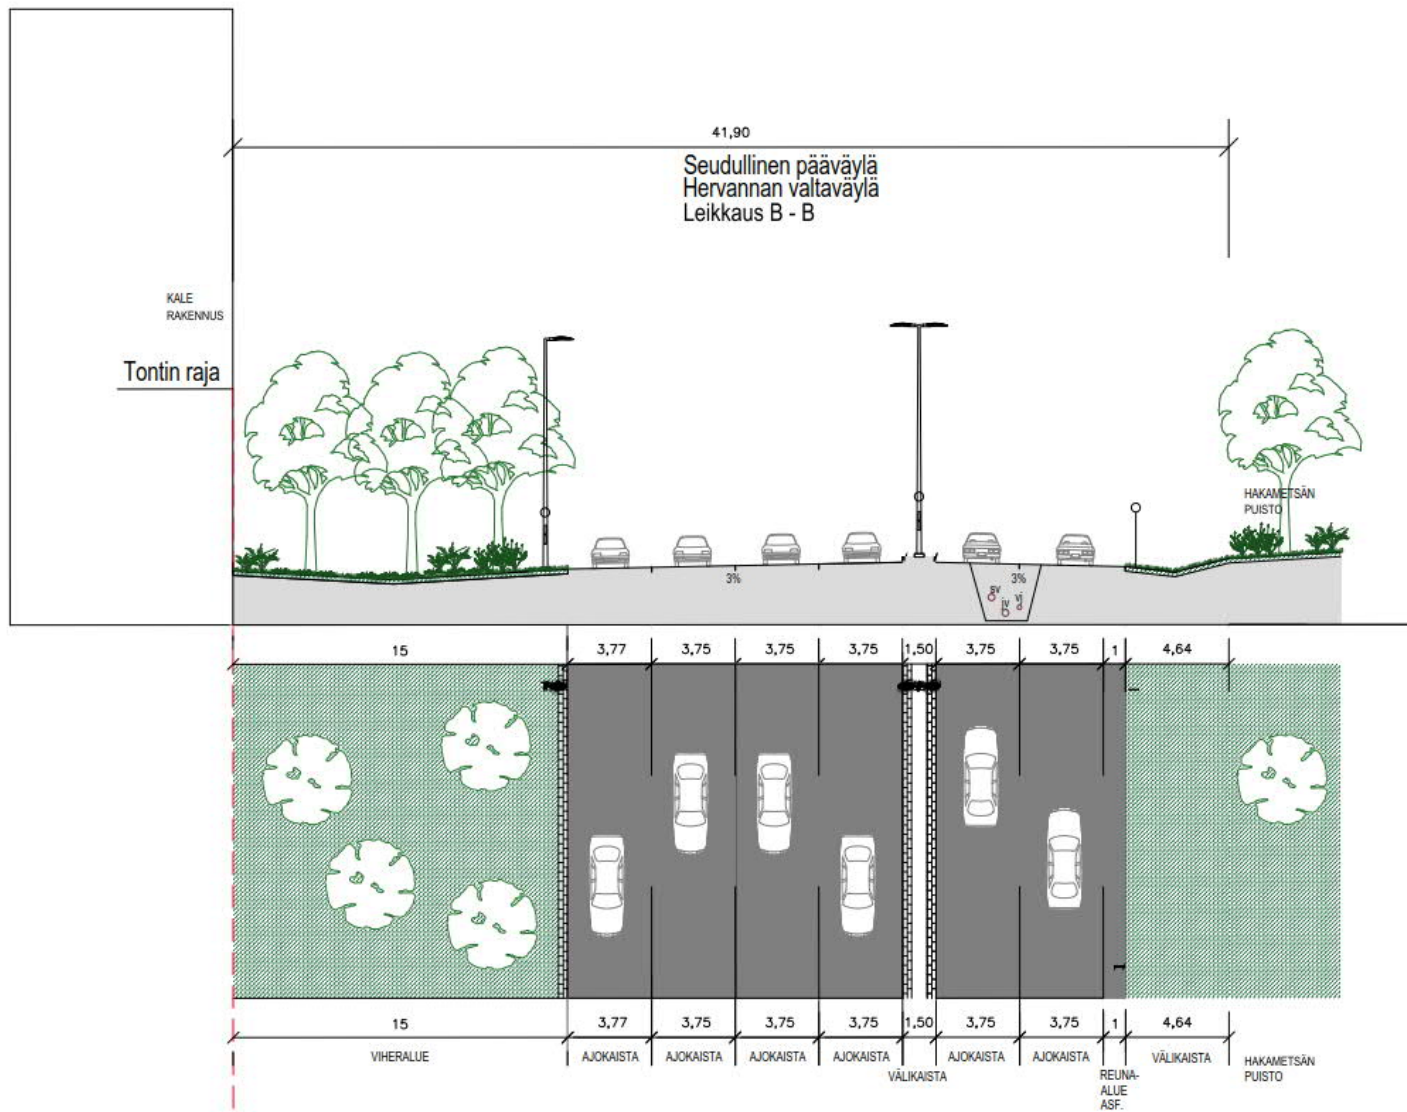 41,90
Seudullinen pääväylä
Hervannan valtaväylä
Leikkaus B - B
KALE
RAKENNUS
Tontin raja
HAKAMETSÄN
PUISTO
3%
3%
SV
JV
VJ.
15
3,77
3,75
3,75
3,75
1,50
3,75
3,75
1
4,64
15
3,77
3,75
3,75
3,75
1,50
3,75
3,75
1
4,64
VIHERALUE
AJOKAISTA
AJOKAISTA
AJOKAISTA
AJOKAISTA
VÄLIKAISTA
AJOKAISTA
AJOKAISTA
REUNA-
ALUE
ASF.
VÄLIKAISTA
HAKAMETSÄN
PUISTO